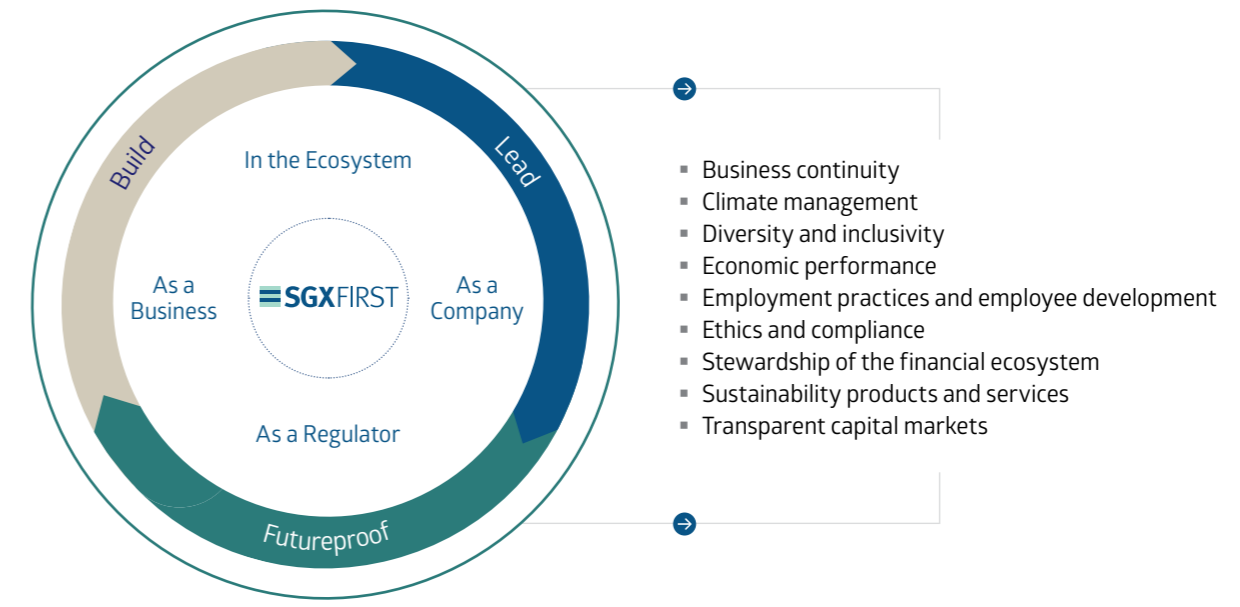 Build
Lead
Futureproof
In the Ecosystem
As a
Business
SGXFIRST
As a
Company
As a Regulator
Business continuity
Climate management
Diversity and inclusivity
Economic performance
Employment practices and employee development
Ethics and compliance
Stewardship of the financial ecosystem
Sustainability products and services
Transparent capital markets